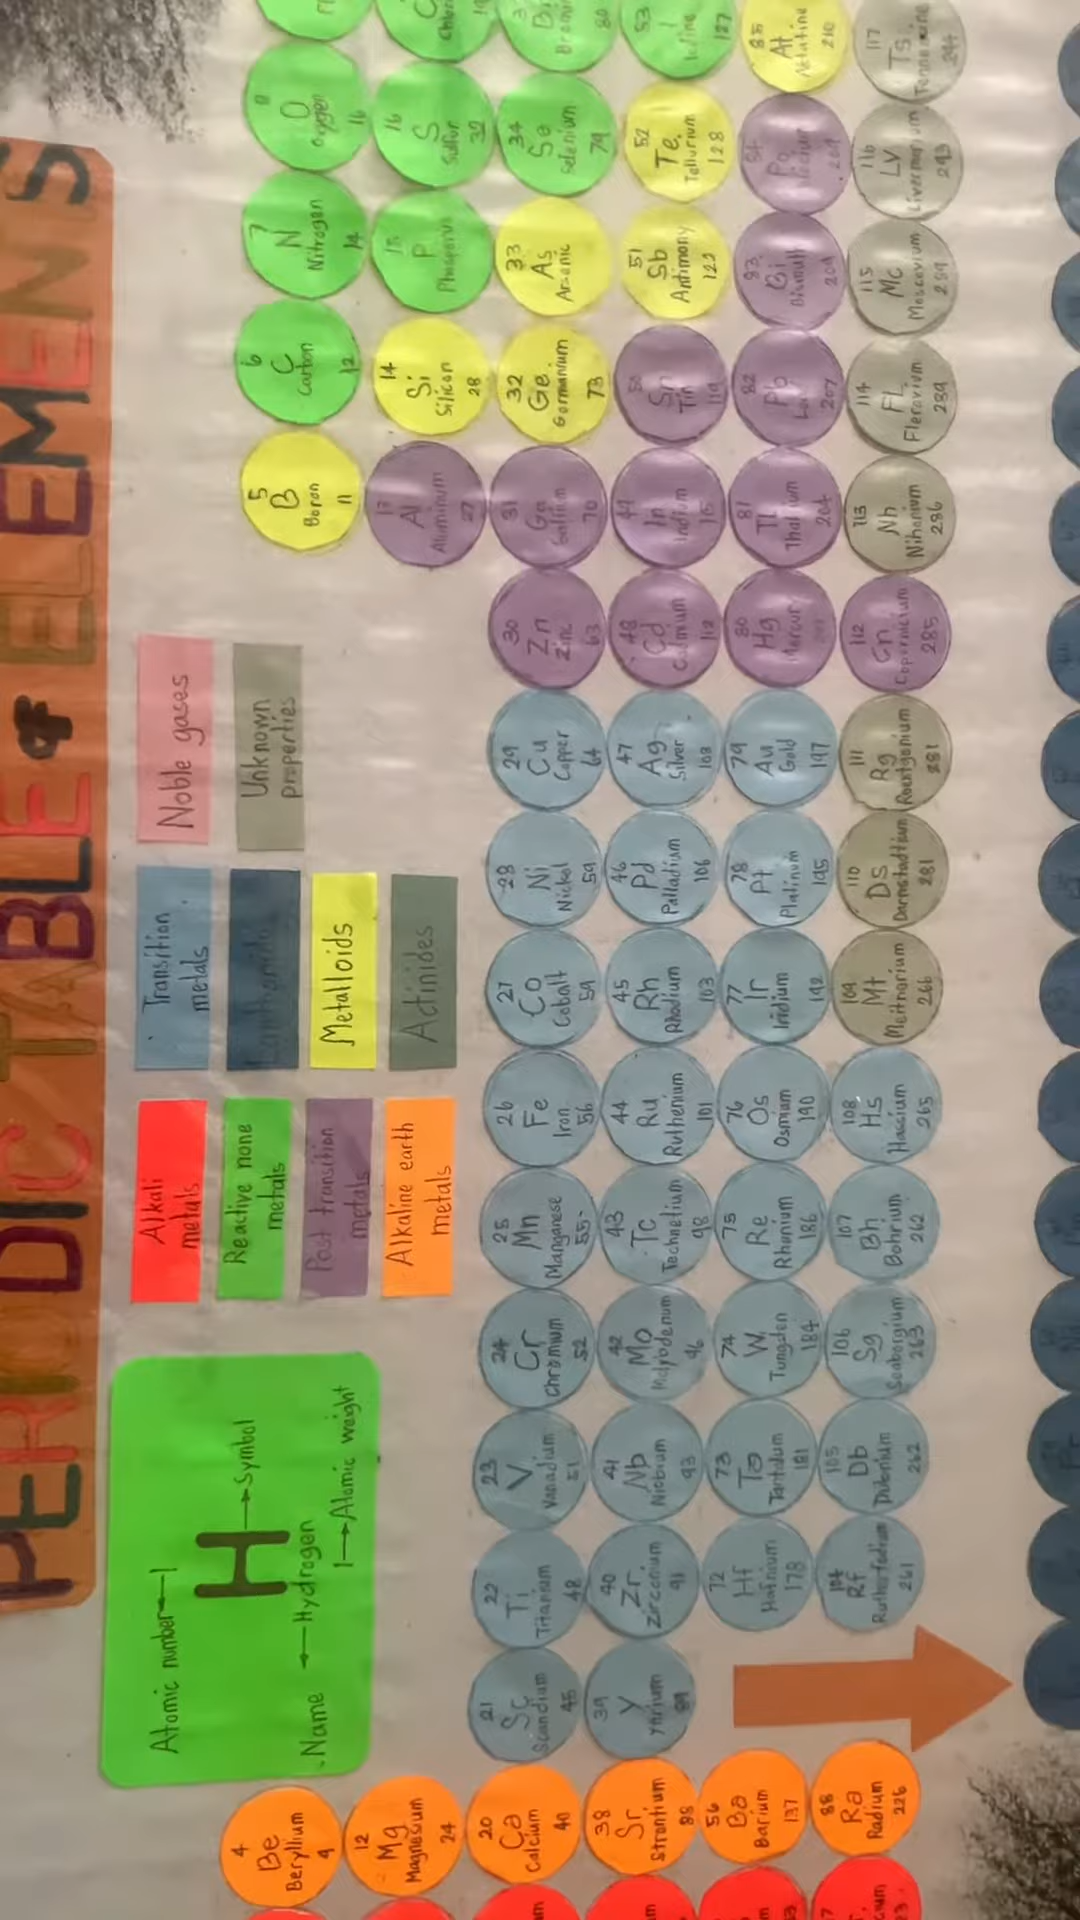 PERIODIC TABLE of ELEMENTS
Atomic number ← 1
H → Symbol
Name ← Hydrogen
1 → Atomic weight
Alkali
metals
Transition
metals
Noble gases
Reactive none
metals
Unknown
properties
Post transition
metals
Metalloids
Alkaline earth
metals
Actinides
4
Be
Beryllium
5
B
Boron
11
6
C
Carbon
12
7
N
Nitrogen
14
8
O
Oxygen
16
12
Mg
Magnesium
24
13
Al
Aluminum
27
14
Si
Silicon
28
15
P
16
S
Sulfur
32
20
Ca
Calcium
40
21
Sc
Scandium
45
22
Ti
Titanium
48
23
V
Vanadium
51
24
Cr
Chromium
52
25
Mn
Manganese
55
26
Fe
Iron
56
27
Co
Cobalt
59
28
Ni
Nickel
59
29
Cu
Copper
64
30
Zn
Zinc
63
31
Ga
Gallium
70
32
Ge
Germanium
73
33
As
Arsanic
34
Se
Selenium
79
38
Sr
Strontium
88
39
Y
Yttrium
89
40
Zr
Zirconium
91
41
Nb
Niobium
93
42
Mo
Molybdenum
96
43
Tc
98
44
Ru
Ruthenium
101
45
Rh
Rhodium
103
46
Pd
Palladium
106
47
Ag
Silver
108
48
Cd
Cadmium
112
49
In
Indium
50
Sn
Tin
119
51
Sb
Antimony
52
Te
Tellurium
128
53
I
Iodine
127
56
Ba
Barium
137
72
Hf
Hafnium
178
73
Ta
Tantalum
181
74
W
Tungsten
184
75
Re
Rhenium
186
76
Os
Osmium
190
77
Ir
Iridium
192
78
Pt
Platinum
195
79
Au
Gold
197
80
Hg
Mercury
81
Tl
Thallium
204
82
Pb
Lead
207
83
Bi
Bismuth
209
85
At
Astatine
210
88
Ra
Radium
226
104
Rf
Rutherfodium
261
105
Db
Dubnium
262
106
Sg
Seaborgium
263
107
Bh
Bohrium
262
108
Hs
Hassium
265
109
Mt
Meitnarium
266
110
Ds
Darmstadtium
281
111
Rg
Roentgenium
281
112
Cn
Copernicium
285
113
Nh
Nihonium
286
114
FL
Flerovium
289
115
Mc
Moscovium
289
116
LV
Livermorium
293
117
Ts